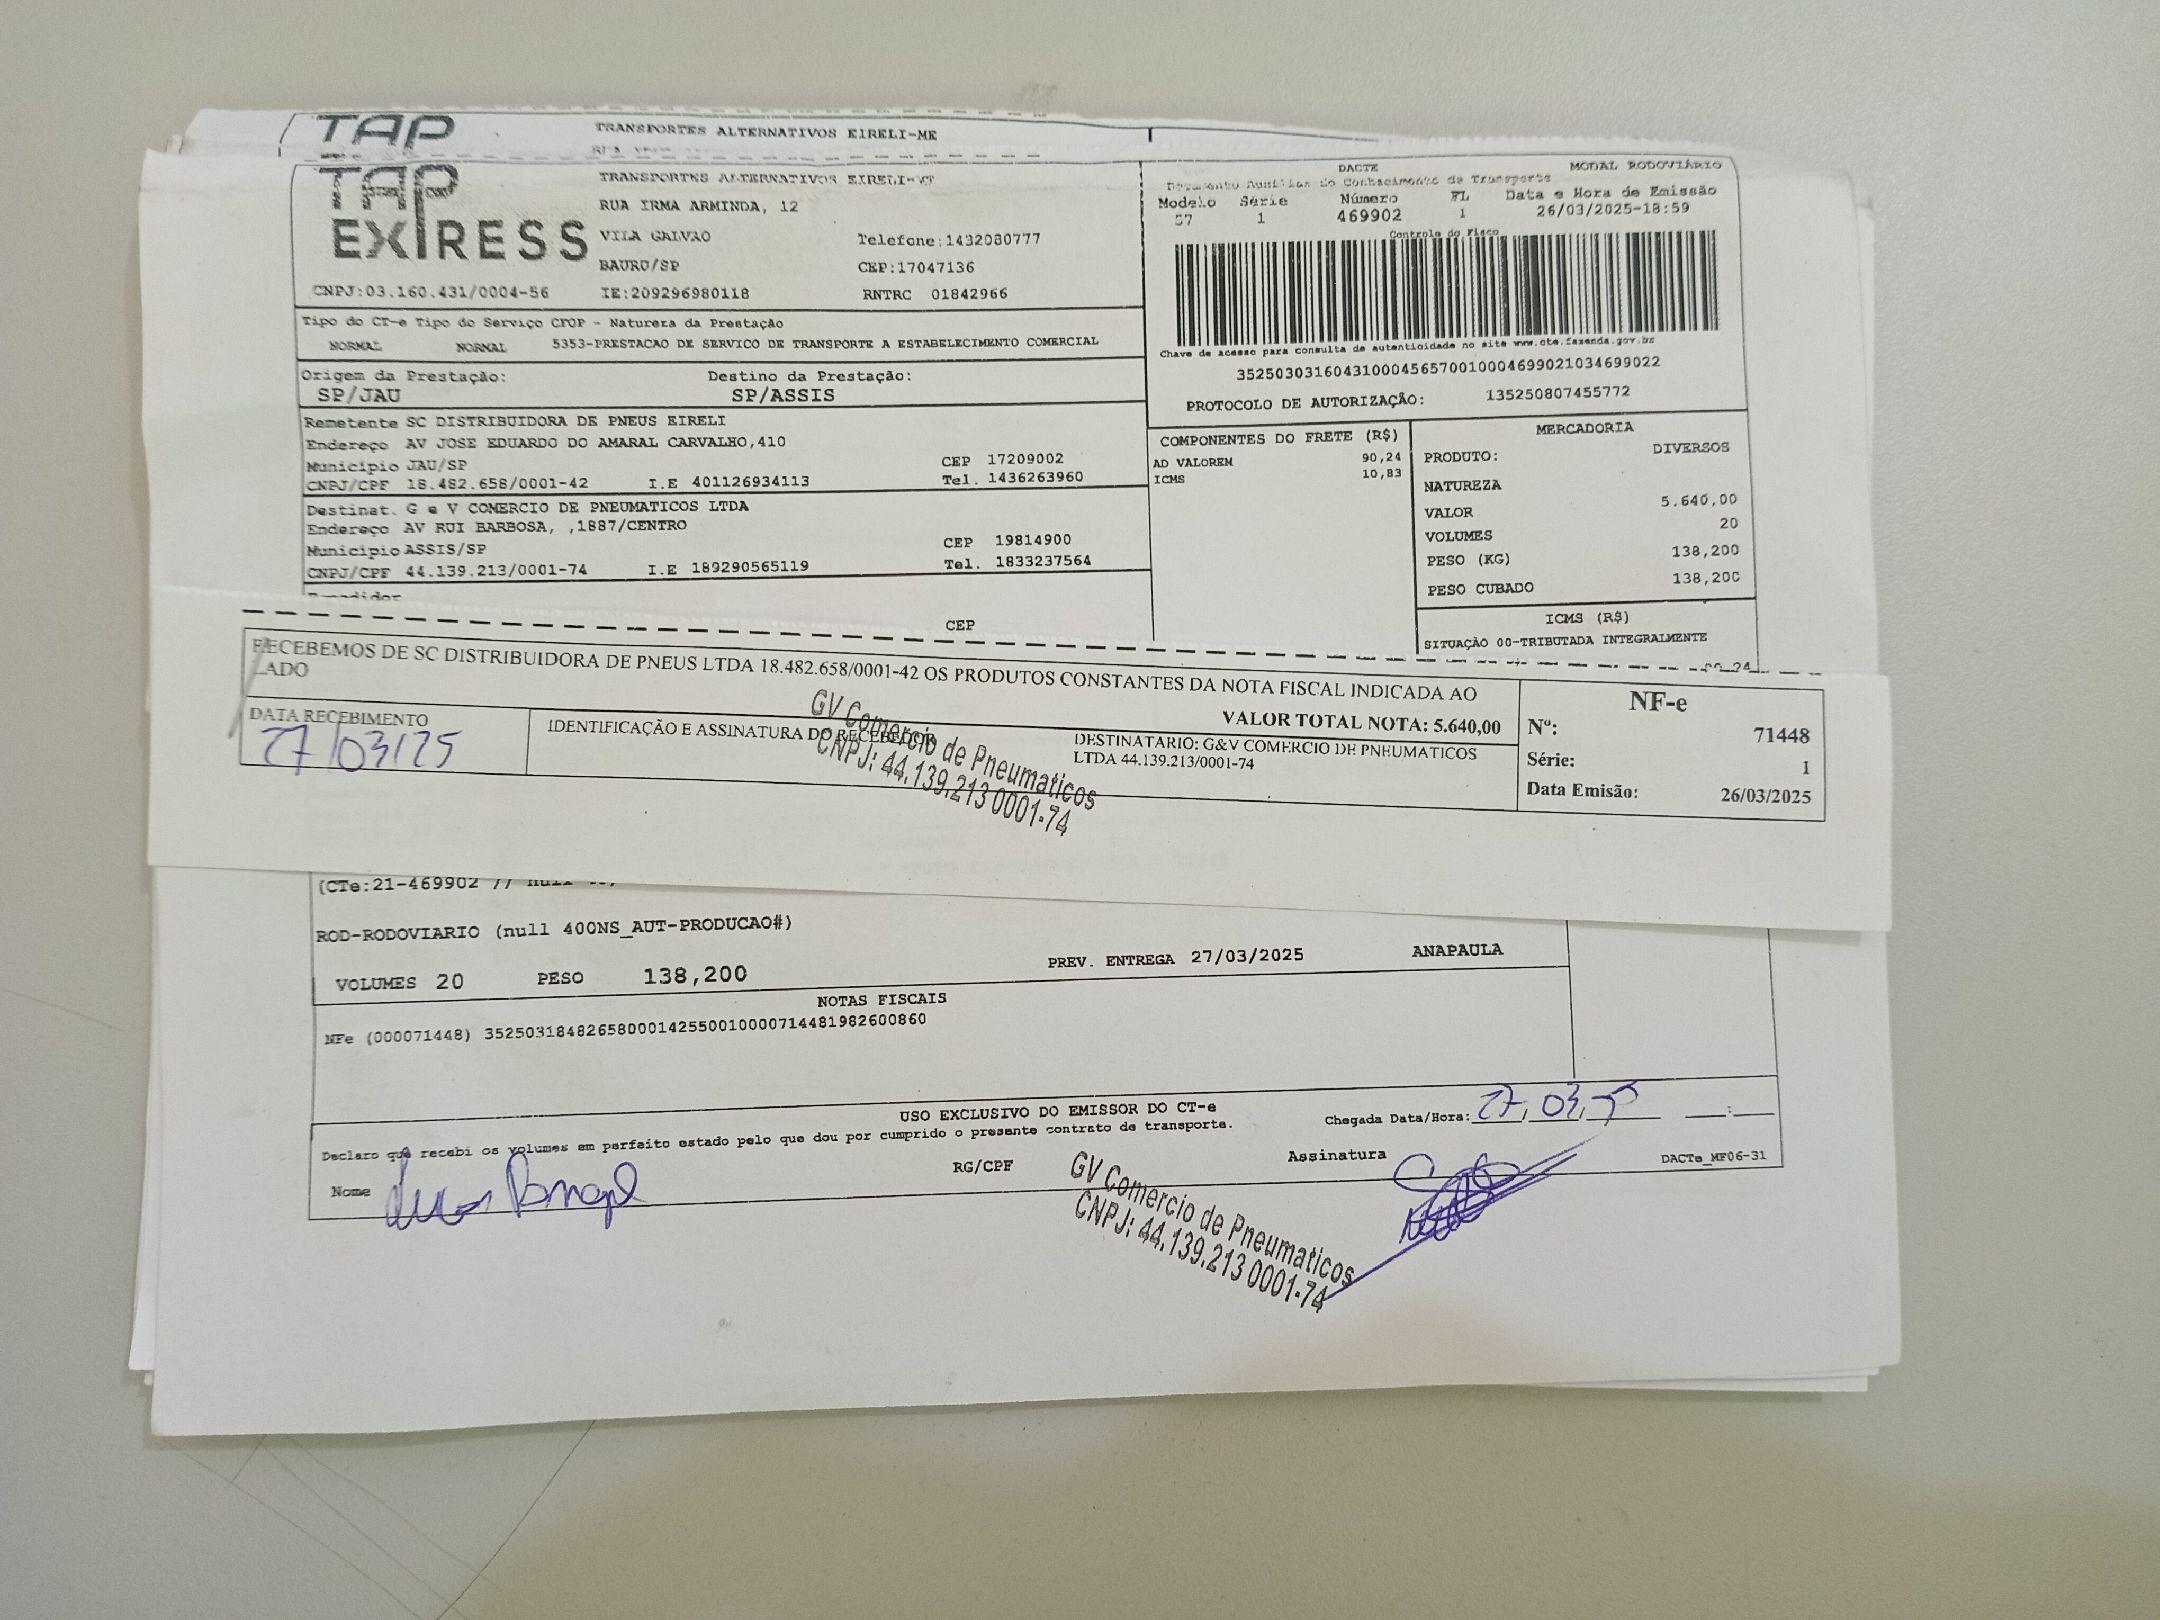 TAP
TRANSPORTES ALTERNATIVOS EIRELI-ME
TAP
EXPRESS
TRANSPORTES ALTERNATIVOS EIRELI-
RUA IRMA ARMINDA, 12
VILA GALVAO Telefone:1432080777
BAURU/SP CEP:17047136
CNPJ:03.160.431/0004-56 IE:209296980118 RNTRC 01842966
DACTE MODAL RODOVIÁRIO
Documento Auxiliar do Conhecimento de Transporte
Modelo Série Número FL Data e Hora de Emissão
57 1 469902 1 26/03/2025-18:59
Controle do Fisco
Chave de acesso para consulta de autenticidade no site www.cte.fazenda.gov.br
35250303160431000456570010004699021034699022
PROTOCOLO DE AUTORIZAÇÃO: 135250807455772
Tipo do CT-e Tipo do Serviço CFOP - Natureza da Prestação
NORMAL NORMAL 5353-PRESTACAO DE SERVICO DE TRANSPORTE A ESTABELECIMENTO COMERCIAL
Origem da Prestação: Destino da Prestação:
SP/JAU SP/ASSIS
Remetente SC DISTRIBUIDORA DE PNEUS EIRELI
Endereço AV JOSE EDUARDO DO AMARAL CARVALHO,410
Município JAU/SP CEP 17209002
CNPJ/CPF 18.482.658/0001-42 I.E 401126934113 Tel. 1436263960
Destinat. G e V COMERCIO DE PNEUMATICOS LTDA
Endereço AV RUI BARBOSA, ,1887/CENTRO
Município ASSIS/SP CEP 19814900
CNPJ/CPF 44.139.213/0001-74 I.E 189290565119 Tel. 1833237564
CEP
COMPONENTES DO FRETE (R$)
AD VALOREM 90,24
ICMS 10,83
MERCADORIA
PRODUTO: DIVERSOS
NATUREZA
VALOR 5.640,00
VOLUMES 20
PESO (KG) 138,200
PESO CUBADO 138,200
ICMS (R$)
SITUAÇÃO 00-TRIBUTADA INTEGRALMENTE
RECEBEMOS DE SC DISTRIBUIDORA DE PNEUS LTDA 18.482.658/0001-42 OS PRODUTOS CONSTANTES DA NOTA FISCAL INDICADA AO
LADO
VALOR TOTAL NOTA: 5.640,00
DATA RECEBIMENTO
27/03/25
IDENTIFICAÇÃO E ASSINATURA DO RECEBEDOR
DESTINATARIO: G&V COMERCIO DE PNEUMATICOS
LTDA 44.139.213/0001-74
GV Comercio de Pneumaticos
CNPJ: 44.139.213 0001-74
NF-e
Nº: 71448
Série: 1
Data Emisão: 26/03/2025
(CTe:21-469902 // null
ROD-RODOVIARIO (null 400NS_AUT-PRODUCAO#)
VOLUMES 20 PESO 138,200 PREV. ENTREGA 27/03/2025 ANAPAULA
NOTAS FISCAIS
NFe (000071448) 35250318482658000142550010000714481982600860
USO EXCLUSIVO DO EMISSOR DO CT-e
Declaro que recebi os volumes em perfeito estado pelo que dou por cumprido o presente contrato de transporte.
Chegada Data/Hora: 27, 03,
Nome RG/CPF Assinatura DACTe_MF06-31
GV Comercio de Pneumaticos
CNPJ: 44.139.213 0001-74